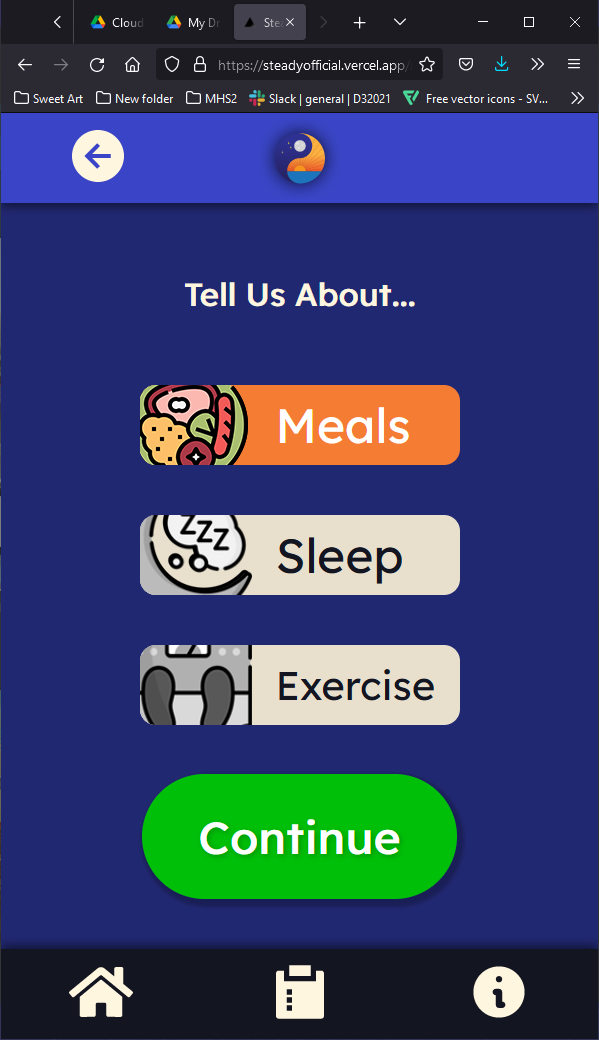 Cloud
My Dr
Ste
https://steadyofficial.vercel.app/
Sweet Art
New folder
MHS2
Slack | general | D32021
Free vector icons - SV...
Tell Us About...
Meals
ZZZ
Sleep
Exercise
Continue